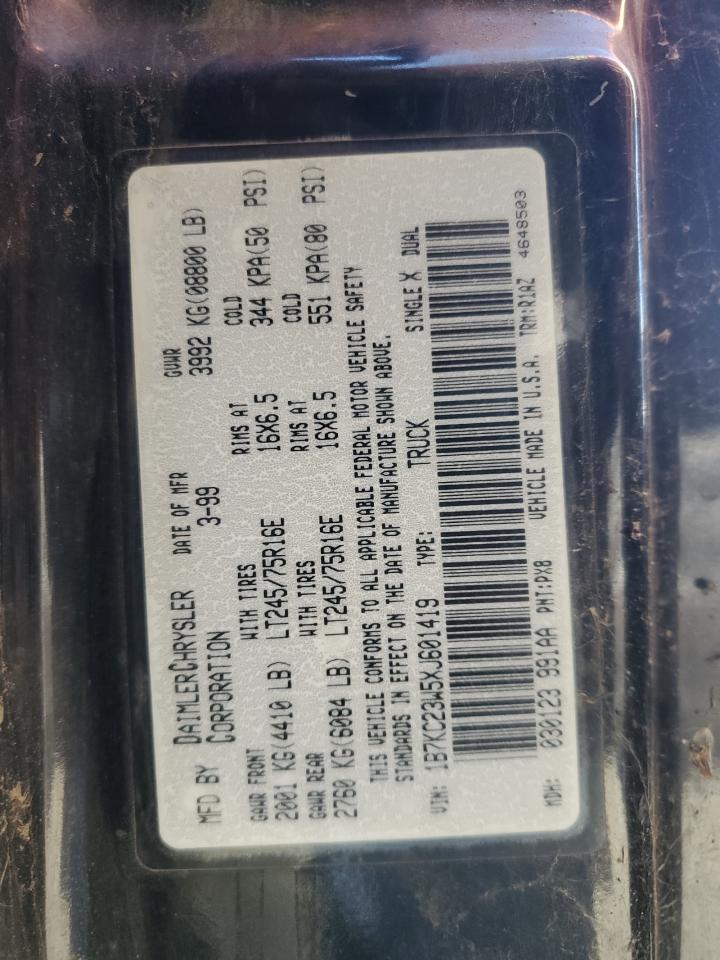 MFD BY DAIMLERCHRYSLER CORPORATION
DATE OF MFR
3-99
GVWR
3992 KG(08800 LB)
GAWR FRONT WITH TIRES RIMS AT COLD
2001 KG(4410 LB) LT245/75R16E 16X6.5 344 KPA(50 PSI)
GAWR REAR WITH TIRES RIMS AT COLD
2760 KG(6084 LB) LT245/75R16E 16X6.5 551 KPA(80 PSI)
THIS VEHICLE CONFORMS TO ALL APPLICABLE FEDERAL MOTOR VEHICLE SAFETY
STANDARDS IN EFFECT ON THE DATE OF MANUFACTURE SHOWN ABOVE.
VIN: 1B7KC23W5XJ601419 TYPE: TRUCK SINGLE X DUAL
MDH: 030123 991AA PNT:PX8 VEHICLE MADE IN U.S.A. TRM:R1AZ
4648503